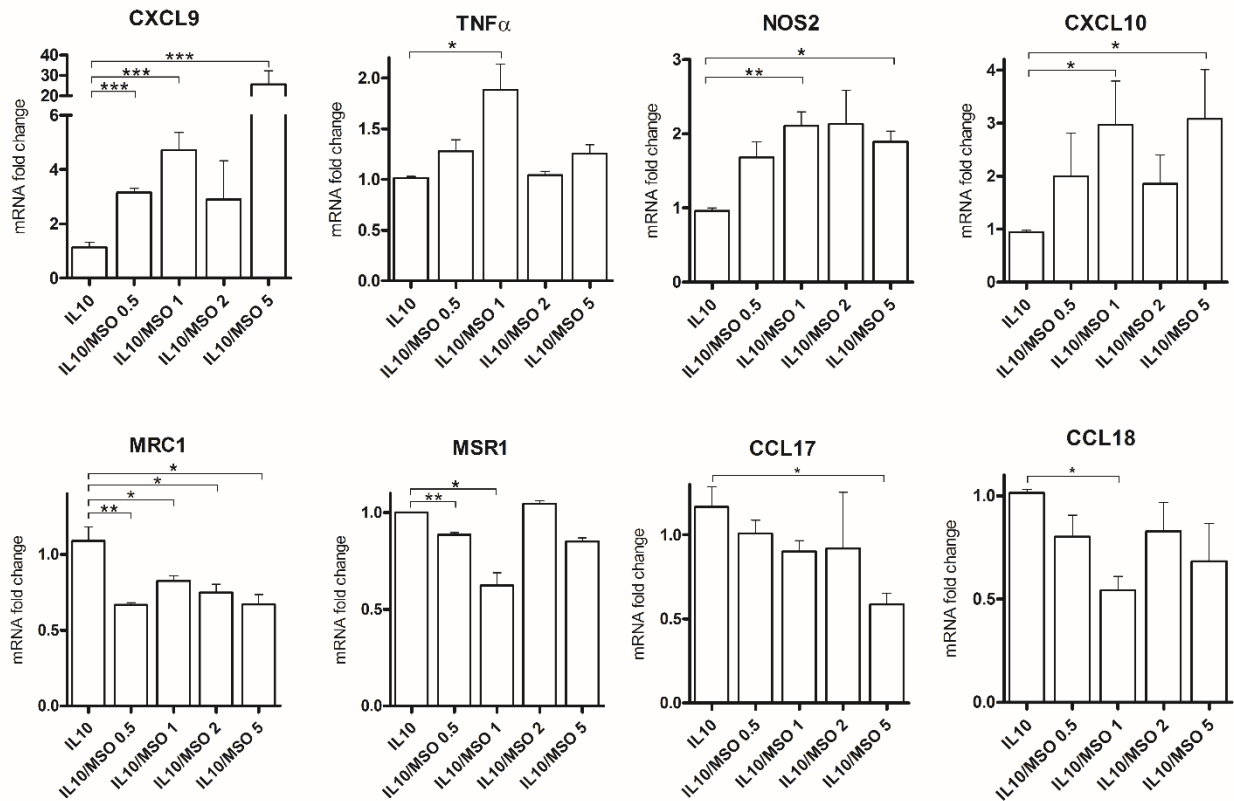 CXCL9
TNFα
NOS2
CXCL10
mRNA fold change
40
30
20
10
6
4
2
0
***
***
***
IL10
IL10/MSO 0.5
IL10/MSO 1
IL10/MSO 2
IL10/MSO 5
mRNA fold change
2.0
1.5
1.0
0.5
0.0
*
IL10
IL10/MSO 0.5
IL10/MSO 1
IL10/MSO 2
IL10/MSO 5
mRNA fold change
3
2
1
0
*
**
IL10
IL10/MSO 0.5
IL10/MSO 1
IL10/MSO 2
IL10/MSO 5
mRNA fold change
4
3
2
1
0
*
*
IL10
IL10/MSO 0.5
IL10/MSO 1
IL10/MSO 2
IL10/MSO 5
MRC1
MSR1
CCL17
CCL18
mRNA fold change
1.0
0.5
0.0
*
*
*
**
IL10
IL10/MSO 0.5
IL10/MSO 1
IL10/MSO 2
IL10/MSO 5
mRNA fold change
1.0
0.5
0.0
*
**
IL10
IL10/MSO 0.5
IL10/MSO 1
IL10/MSO 2
IL10/MSO 5
mRNA fold change
1.0
0.5
0.0
*
IL10
IL10/MSO 0.5
IL10/MSO 1
IL10/MSO 2
IL10/MSO 5
mRNA fold change
1.0
0.5
0.0
*
IL10
IL10/MSO 0.5
IL10/MSO 1
IL10/MSO 2
IL10/MSO 5